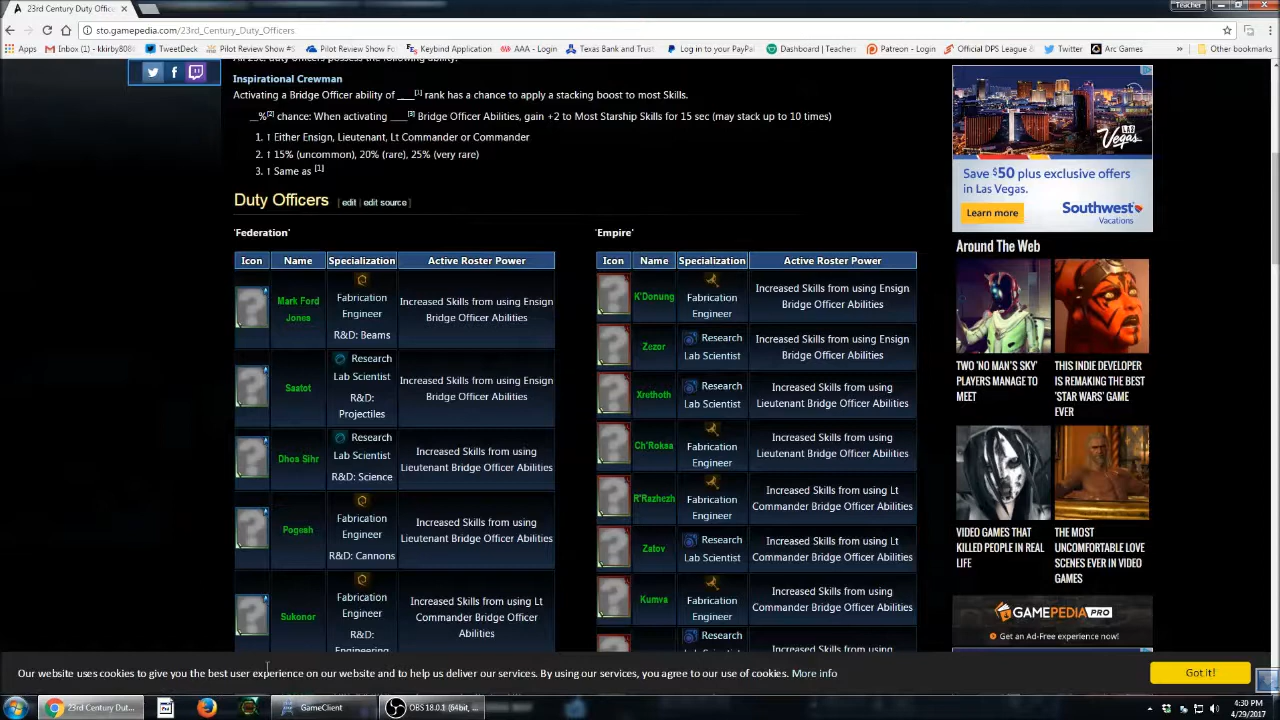 23rd Century Duty Offic
Teacher
sto.gamepedia.com/23rd_Century_Duty_Officers
Apps
Inbox (1) - kkirby808
TweetDeck
Pilot Review Show Fo
Pilot Review Show
Keybind Application
AAA - Login
Texas Bank and Trust
Log in to your PayPal
Dashboard | Teachers
Patreon - Login
Official DPS League
Twitter
Arc Games
»
Other bookmarks
Inspirational Crewman
Activating a Bridge Officer ability of ___[1] rank has a chance to apply a stacking boost to most Skills.
__%[2] chance: When activating ___[3] Bridge Officer Abilities, gain +2 to Most Starship Skills for 15 sec (may stack up to 10 times)
1. ↑ Either Ensign, Lieutenant, Lt Commander or Commander
2. ↑ 15% (uncommon), 20% (rare), 25% (very rare)
3. ↑ Same as [1]
Duty Officers [ edit | edit source ]
'Federation'
Icon Name Specialization Active Roster Power
Mark Ford
Jones
Fabrication
Engineer
R&D: Beams
Increased Skills from using Ensign
Bridge Officer Abilities
Saatot
Research
Lab Scientist
R&D:
Projectiles
Increased Skills from using Ensign
Bridge Officer Abilities
Dhos Sihr
Research
Lab Scientist
R&D: Science
Increased Skills from using
Lieutenant Bridge Officer Abilities
Pogesh
Fabrication
Engineer
R&D: Cannons
Increased Skills from using
Lieutenant Bridge Officer Abilities
Sukonor
Fabrication
Engineer
R&D:
Engineering
Increased Skills from using Lt
Commander Bridge Officer
Abilities
'Empire'
Icon Name Specialization Active Roster Power
K'Donung
Fabrication
Engineer
Increased Skills from using Ensign
Bridge Officer Abilities
Zezor
Research
Lab Scientist
Increased Skills from using Ensign
Bridge Officer Abilities
Xrethoth
Research
Lab Scientist
Increased Skills from using
Lieutenant Bridge Officer Abilities
Ch'Roksa
Fabrication
Engineer
Increased Skills from using
Lieutenant Bridge Officer Abilities
R'Razhezh
Fabrication
Engineer
Increased Skills from using Lt
Commander Bridge Officer Abilities
Zatov
Research
Lab Scientist
Increased Skills from using Lt
Commander Bridge Officer Abilities
Kumva
Fabrication
Engineer
Increased Skills from using
Commander Bridge Officer Abilities
Research
Increased Skills from using
VEGAS
Save $50 plus exclusive offers
in Las Vegas.
Learn more
Southwest
Vacations
Around The Web
TWO 'NO MAN'S SKY'
PLAYERS MANAGE TO
MEET
THIS INDIE DEVELOPER
IS REMAKING THE BEST
'STAR WARS' GAME
EVER
VIDEO GAMES THAT
KILLED PEOPLE IN REAL
LIFE
THE MOST
UNCOMFORTABLE LOVE
SCENES EVER IN VIDEO
GAMES
GAMEPEDIA PRO
Get an Ad-Free experience now!
Our website uses cookies to give you the best user experience on our website and to help us deliver our services. By using our services, you agree to our use of cookies. More info
Got it!
23rd Century Dut...
GameClient
OBS 18.0.1 (64bit, ...
4:30 PM
4/29/2017